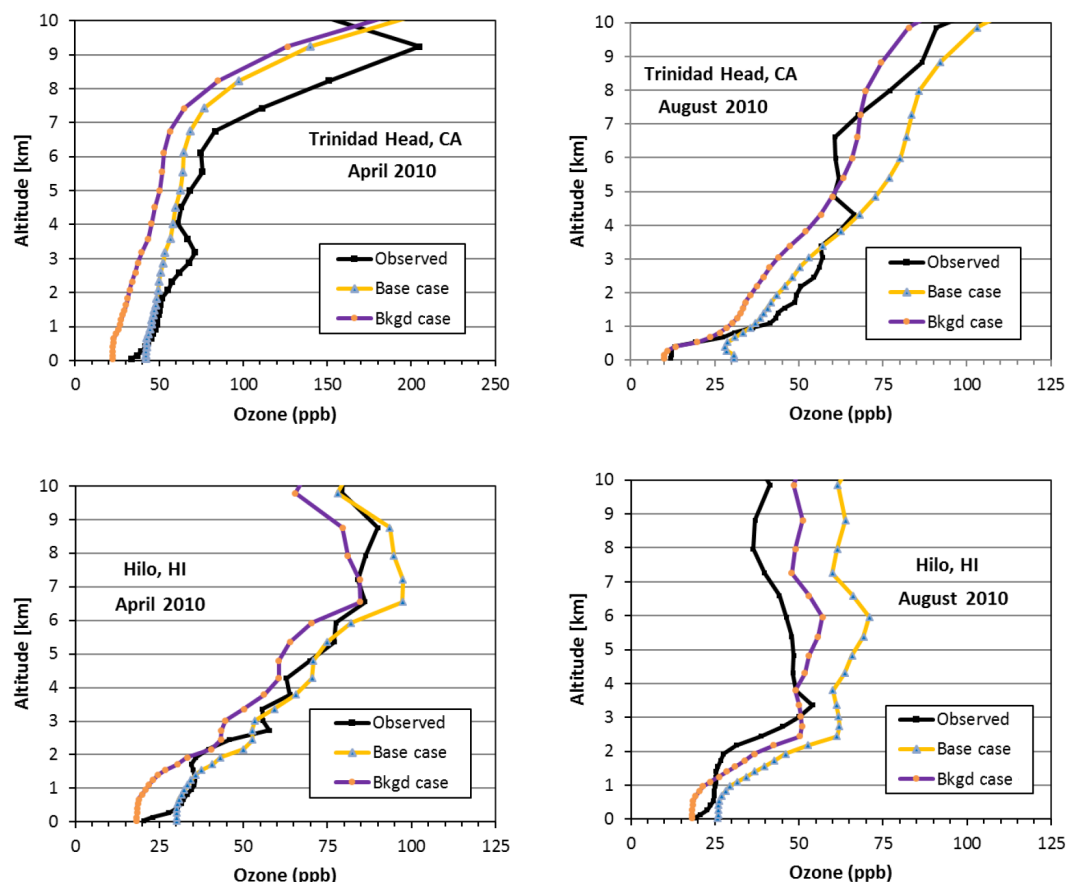 Altitude [km]
10
9
8
7
6
5
4
3
2
1
0
Trinidad Head, CA
April 2010
Observed
Base case
Bkgd case
0 50 100 150 200 250
Ozone (ppb)
Altitude [km]
10
9
8
7
6
5
4
3
2
1
0
Trinidad Head, CA
August 2010
Observed
Base case
Bkgd case
0 25 50 75 100 125
Ozone (ppb)
Altitude [km]
10
9
8
7
6
5
4
3
2
1
0
Hilo, HI
April 2010
Observed
Base case
Bkgd case
0 25 50 75 100 125
Ozone (ppb)
Altitude [km]
10
9
8
7
6
5
4
3
2
1
0
Hilo, HI
August 2010
Observed
Base case
Bkgd case
0 25 50 75 100 125
Ozone (ppb)